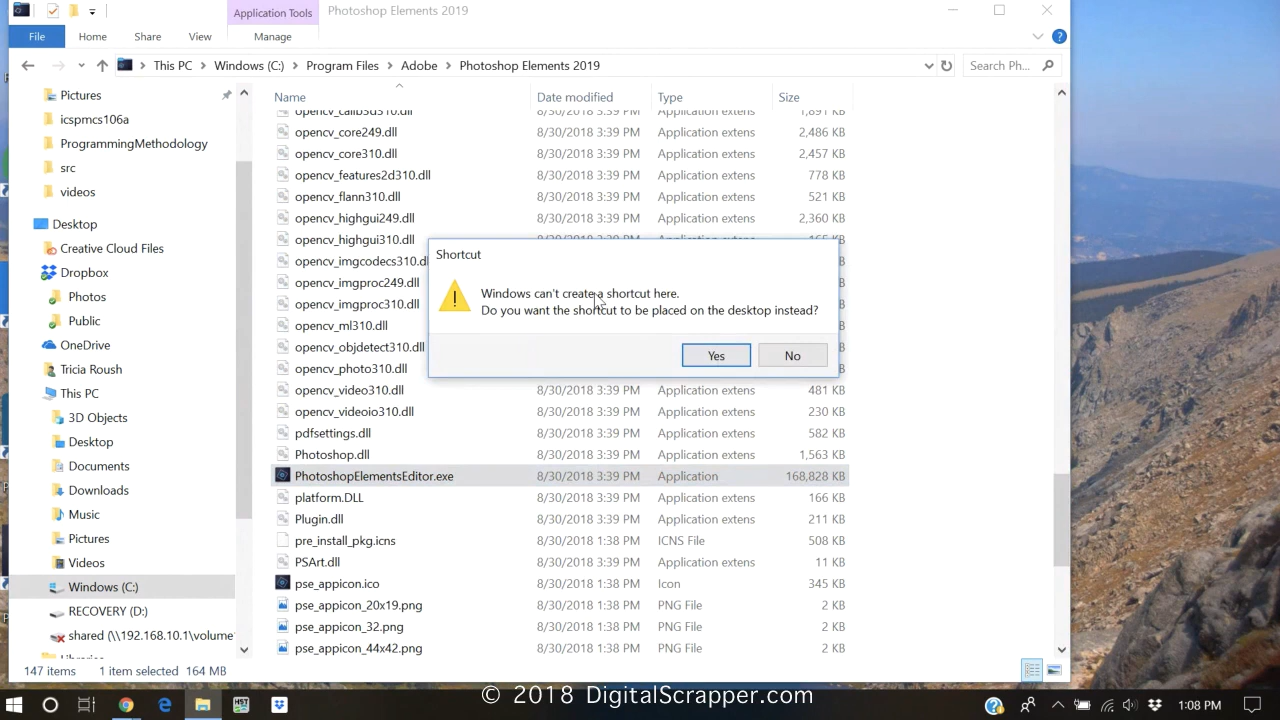 Application Tools
Photoshop Elements 2019
File
Home
Share
View
Manage
This PC
Windows (C:)
Program Files
Adobe
Photoshop Elements 2019
Search Ph...
Pictures
icspmcs106a
ProgrammingMethodology
src
videos
Desktop
Creative Cloud Files
Dropbox
Photos
Public
OneDrive
Tricia Roush
This PC
3D Objects
Desktop
Documents
Downloads
Music
Pictures
Videos
Windows (C:)
RECOVERY (D:)
shared (\\192.168.10.1\volume
Name Date modified Type Size
8/30/2018 3:39 PM Application extens 1,891 KB
opencv_core249.dll 8/30/2018 3:39 PM Application extens 2,486 KB
opencv_core310.dll 8/30/2018 3:39 PM Application extens 2,457 KB
opencv_features2d310.dll 8/30/2018 3:39 PM Application extens 778 KB
opencv_flann310.dll 8/30/2018 3:39 PM Application extens 521 KB
opencv_highgui249.dll 8/30/2018 3:39 PM Application extens 2,360 KB
opencv_highgui310.dll
opencv_imgcodecs310.d
opencv_imgproc249.dll
opencv_imgproc310.dll
opencv_ml310.dll
opencv_objdetect310.dll
opencv_photo310.dll
opencv_video310.dll 8/30/2018 3:39 PM Application extens 481 KB
opencv_videoio310.dll 8/30/2018 3:39 PM Application extens 230 KB
pdfsettings.dll 8/30/2018 3:39 PM Application extens 582 KB
Photoshop.dll 8/30/2018 3:39 PM Application extens 1,563 KB
PhotoshopElementsEditor.exe 8/30/2018 3:39 PM Application 168,828 KB
platform.DLL 8/30/2018 3:39 PM Application extens 166 KB
Plugin.dll 8/30/2018 3:39 PM Application extens 211 KB
pre_install_pkg.icns 8/30/2018 1:38 PM ICNS File 508 KB
PSArt.dll 8/30/2018 3:39 PM Application extens 11 KB
pse_appicon.ico 8/30/2018 1:38 PM Icon 345 KB
pse_appicon_20x19.png 8/30/2018 1:38 PM PNG File 2 KB
pse_appicon_32.png 8/30/2018 1:38 PM PNG File 2 KB
pse_appicon_44x42.png 8/30/2018 1:38 PM PNG File 2 KB
Shortcut
Windows can't create a shortcut here.
Do you want the shortcut to be placed on the desktop instead?
Yes
No
147 items 1 item selected 164 MB
© 2018 DigitalScrapper.com
HST
1:08 PM